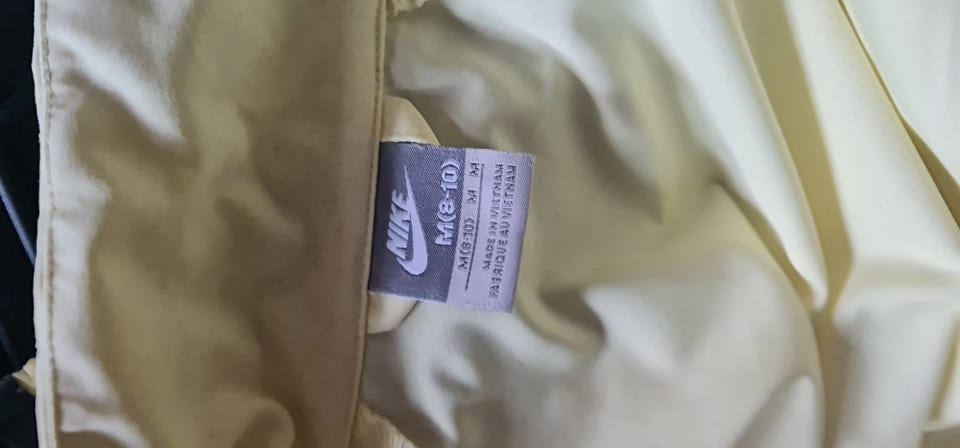 NIKE
M(8-10)
M(8-10) M M
MADE IN VIETNAM
FABRIQUE AU VIETNAM